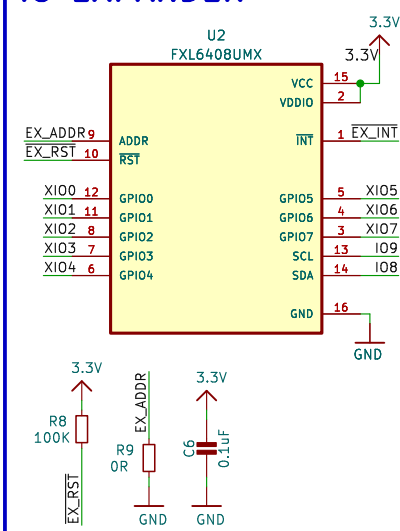 IO EXPANDER
3.3V
U2
FXL6408UMX
3.3V
VCC 15
VDDIO 2
EX_ADDR 9 ADDR
INT 1 EX_INT
EX_RST 10 RST
XIO0 12 GPIO0
GPIO5 5 XIO5
XIO1 11 GPIO1
GPIO6 4 XIO6
XIO2 8 GPIO2
GPIO7 3 XIO7
XIO3 7 GPIO3
SCL 13 IO9
XIO4 6 GPIO4
SDA 14 IO8
GND 16
GND
3.3V
R8
100K
EX_RST
EX_ADDR
R9
0R
GND
3.3V
C6
0.1uF
GND